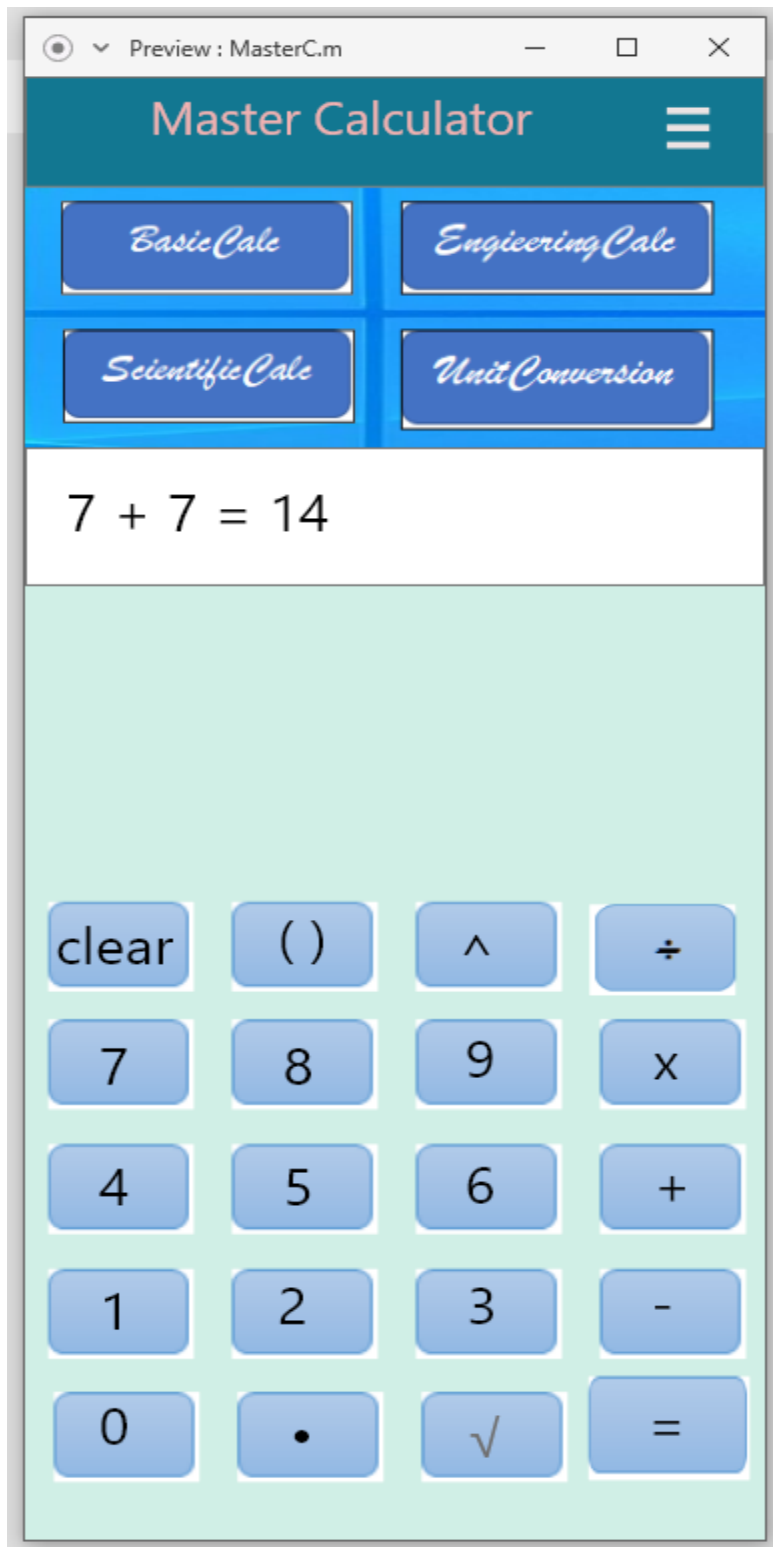 Preview : MasterC.m
Master Calculator
BasicCalc EngieeringCalc
ScientificCalc UnitConversion
7 + 7 = 14
clear ( ) ^ ÷
7 8 9 x
4 5 6 +
1 2 3 -
0 • √ =